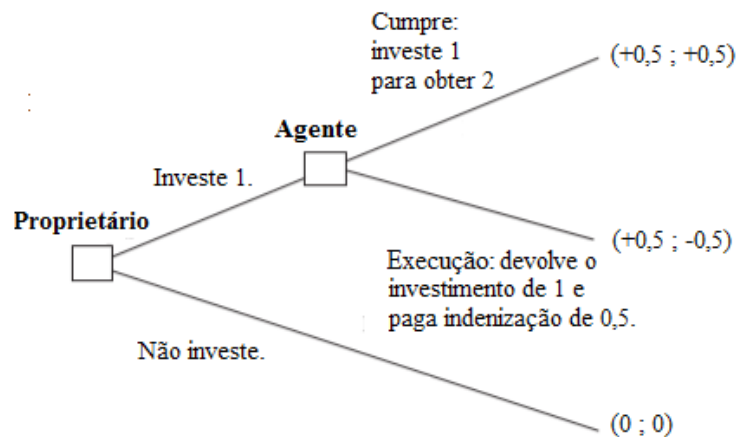 Cumpre:
investe 1
para obter 2
(+0,5 ; +0,5)
:
Agente
Investe 1.
Proprietário
(+0,5 ; -0,5)
Execução: devolve o
investimento de 1 e
paga indenização de 0,5.
Não investe.
(0 ; 0)